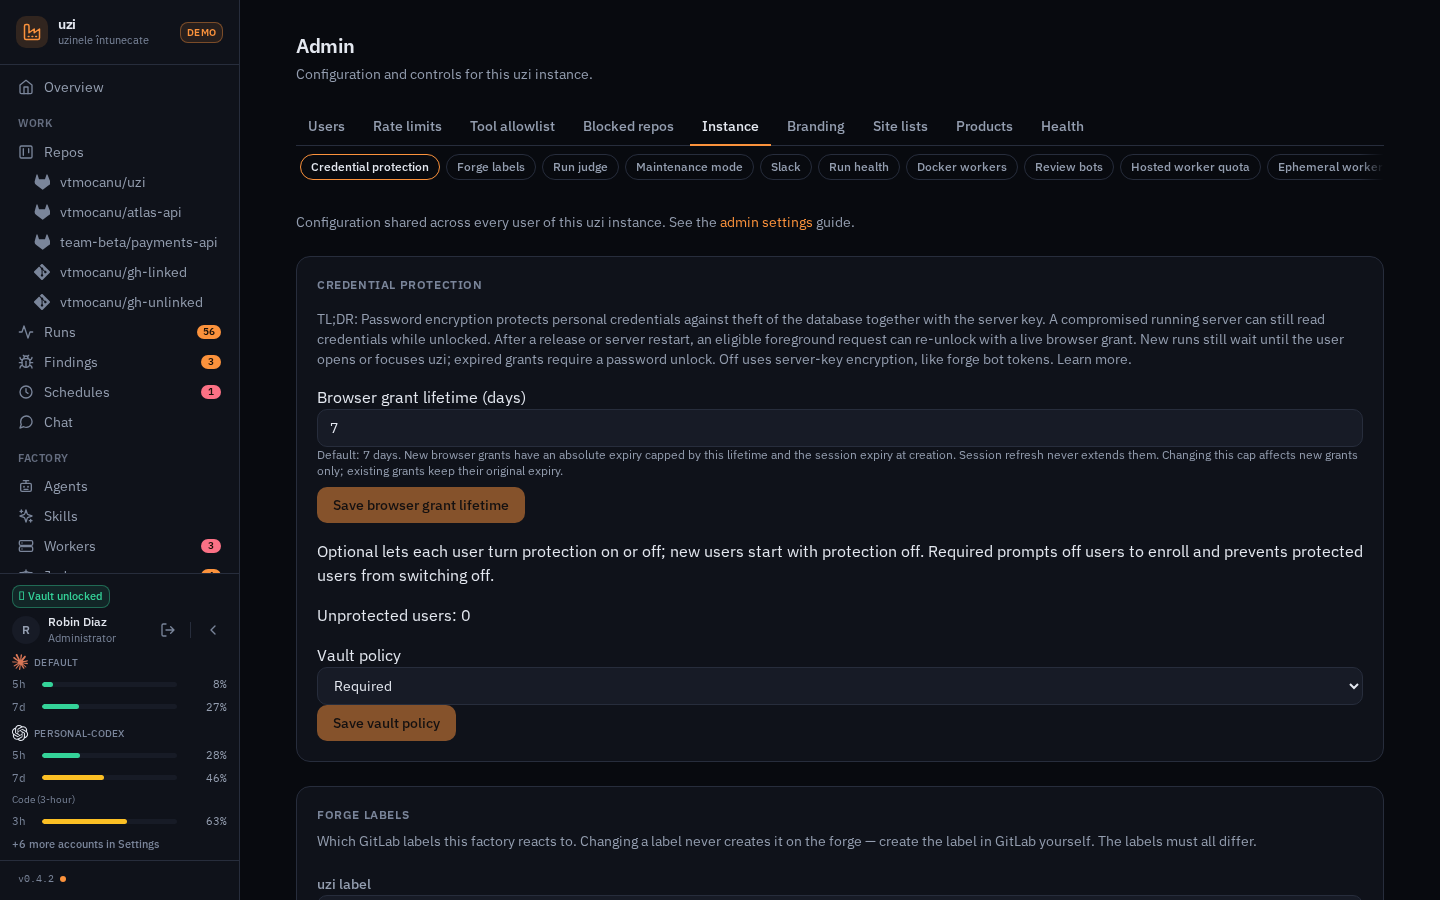 uzi
uzinele întunecate
DEMO
Overview
WORK
Repos
vtmocanu/uzi
vtmocanu/atlas-api
team-beta/payments-api
vtmocanu/gh-linked
vtmocanu/gh-unlinked
Runs 56
Findings 3
Schedules 1
Chat
FACTORY
Agents
Skills
Workers 3
Vault unlocked
R
Robin Diaz
Administrator
DEFAULT
5h 8%
7d 27%
PERSONAL-CODEX
5h 28%
7d 46%
Code (3-hour)
3h 63%
+6 more accounts in Settings
v0.4.2
Admin
Configuration and controls for this uzi instance.
Users Rate limits Tool allowlist Blocked repos Instance Branding Site lists Products Health
Credential protection Forge labels Run judge Maintenance mode Slack Run health Docker workers Review bots Hosted worker quota Ephemeral worker
Configuration shared across every user of this uzi instance. See the admin settings guide.
CREDENTIAL PROTECTION
TL;DR: Password encryption protects personal credentials against theft of the database together with the server key. A compromised running server can still read
credentials while unlocked. After a release or server restart, an eligible foreground request can re-unlock with a live browser grant. New runs still wait until the user
opens or focuses uzi; expired grants require a password unlock. Off uses server-key encryption, like forge bot tokens. Learn more.
Browser grant lifetime (days)
7
Default: 7 days. New browser grants have an absolute expiry capped by this lifetime and the session expiry at creation. Session refresh never extends them. Changing this cap affects new grants
only; existing grants keep their original expiry.
Save browser grant lifetime
Optional lets each user turn protection on or off; new users start with protection off. Required prompts off users to enroll and prevents protected
users from switching off.
Unprotected users: 0
Vault policy
Required
Save vault policy
FORGE LABELS
Which GitLab labels this factory reacts to. Changing a label never creates it on the forge — create the label in GitLab yourself. The labels must all differ.
uzi label